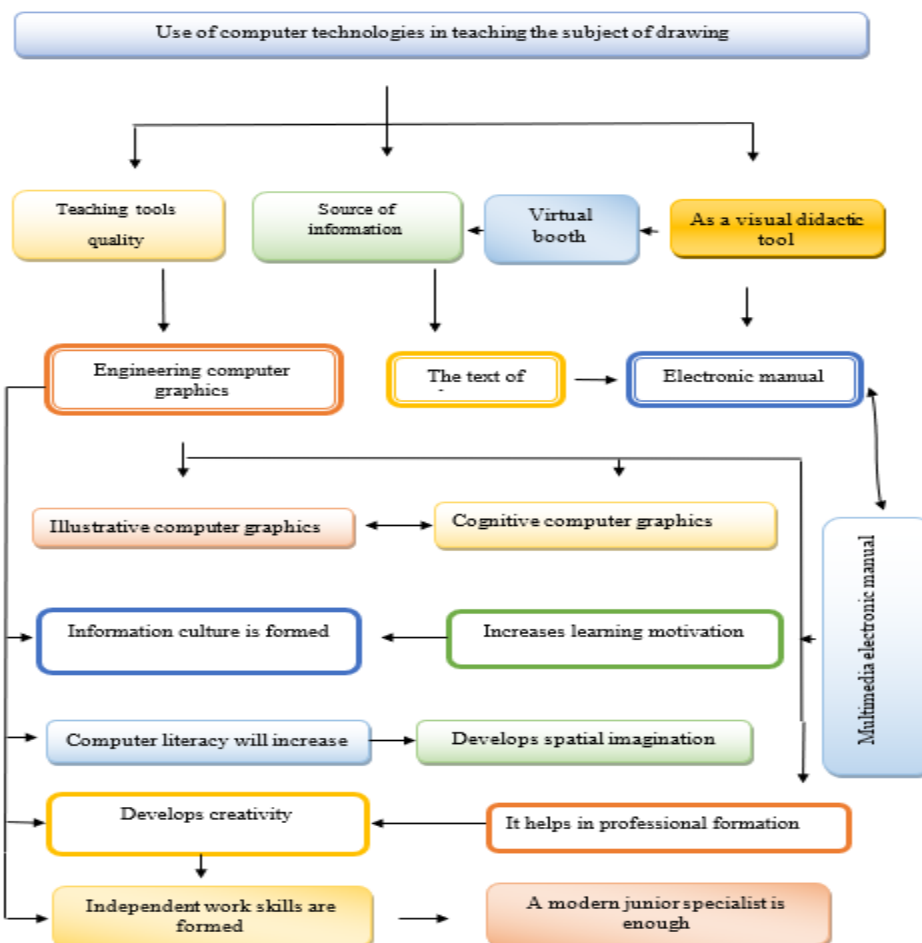 Use of computer technologies in teaching the subject of drawing
Teaching tools
quality
Source of
information
Virtual
booth
As a visual didactic
tool
Engineering computer
graphics
The text of
Electronic manual
Illustrative computer graphics
Cognitive computer graphics
Multimedia electronic manual
Information culture is formed
Increases learning motivation
Computer literacy will increase
Develops spatial imagination
Develops creativity
It helps in professional formation
Independent work skills are
formed
A modern junior specialist is
enough